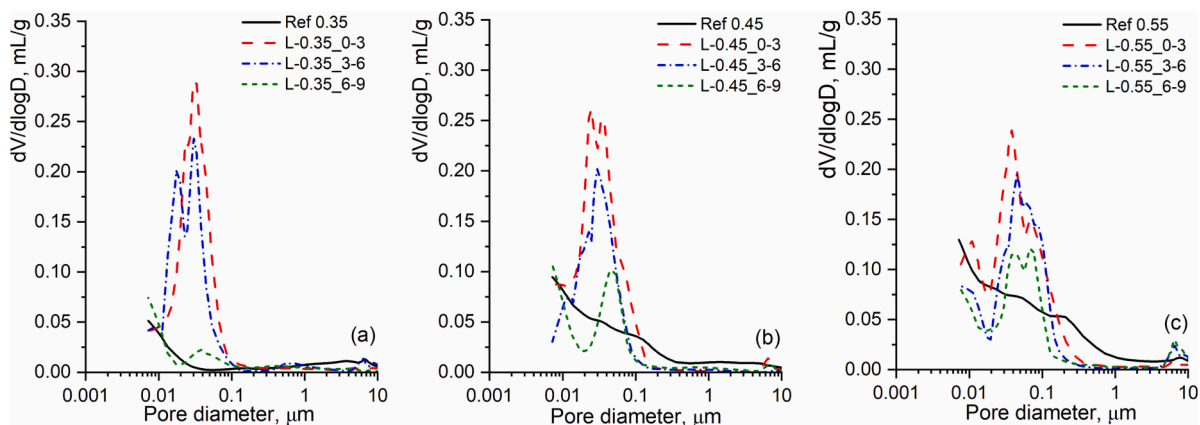 dV/dlogD, mL/g
0.35
0.30
0.25
0.20
0.15
0.10
0.05
0.00
Ref 0.35
L-0.35_0-3
L-0.35_3-6
L-0.35_6-9
(a)
0.01 0.1 1 10
Pore diameter, μm
dV/dlogD, mL/g
0.35
0.30
0.25
0.20
0.15
0.10
0.05
0.00
Ref 0.45
L-0.45_0-3
L-0.45_3-6
L-0.45_6-9
(b)
0.01 0.1 1 10
Pore diameter, μm
dV/dlogD, mL/g
0.35
0.30
0.25
0.20
0.15
0.10
0.05
0.00
Ref 0.55
L-0.55_0-3
L-0.55_3-6
L-0.55_6-9
(c)
0.01 0.1 1 10
Pore diameter, μm